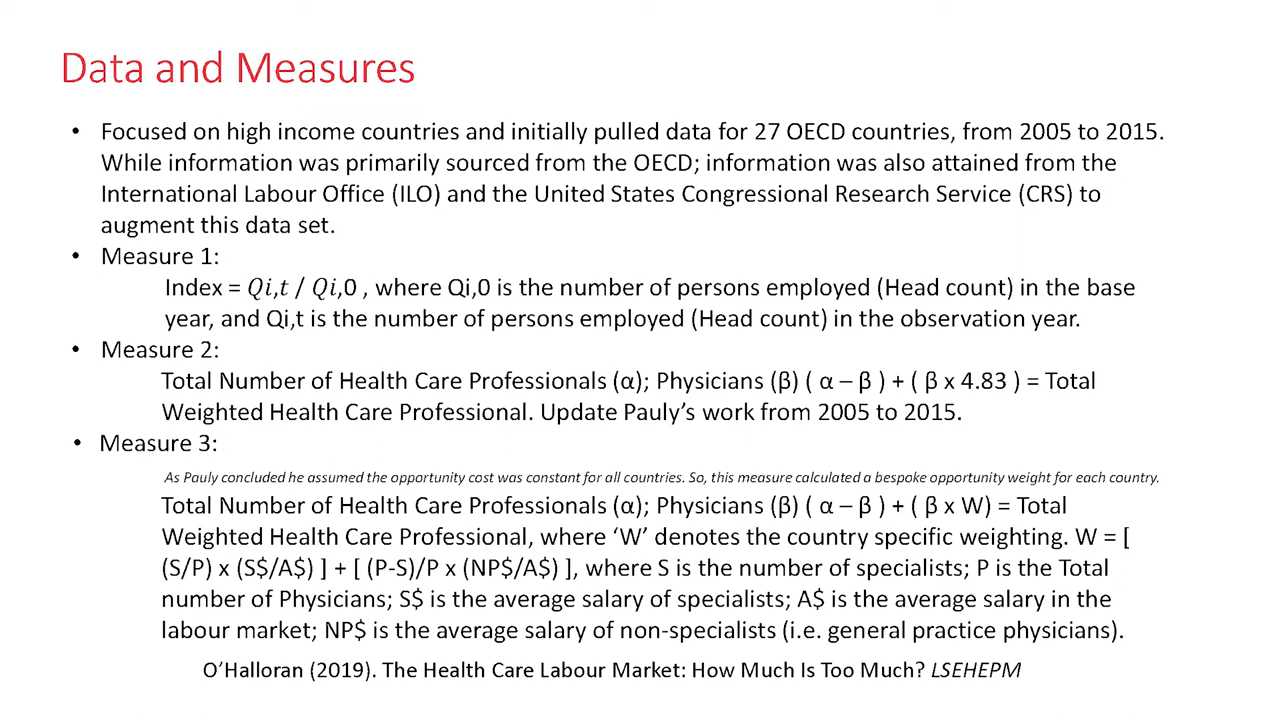 Data and Measures
• Focused on high income countries and initially pulled data for 27 OECD countries, from 2005 to 2015.
While information was primarily sourced from the OECD; information was also attained from the
International Labour Office (ILO) and the United States Congressional Research Service (CRS) to
augment this data set.
• Measure 1:
Index = 𝑄𝑖,𝑡 / 𝑄𝑖,0 , where Qi,0 is the number of persons employed (Head count) in the base
year, and Qi,t is the number of persons employed (Head count) in the observation year.
• Measure 2:
Total Number of Health Care Professionals (α); Physicians (β) ( α – β ) + ( β x 4.83 ) = Total
Weighted Health Care Professional. Update Pauly’s work from 2005 to 2015.
• Measure 3:
As Pauly concluded he assumed the opportunity cost was constant for all countries. So, this measure calculated a bespoke opportunity weight for each country.
Total Number of Health Care Professionals (α); Physicians (β) ( α – β ) + ( β x W) = Total
Weighted Health Care Professional, where ‘W’ denotes the country specific weighting. W = [
(S/P) x (S$/A$) ] + [ (P-S)/P x (NP$/A$) ], where S is the number of specialists; P is the Total
number of Physicians; S$ is the average salary of specialists; A$ is the average salary in the
labour market; NP$ is the average salary of non-specialists (i.e. general practice physicians).
O’Halloran (2019). The Health Care Labour Market: How Much Is Too Much? LSEHEPM